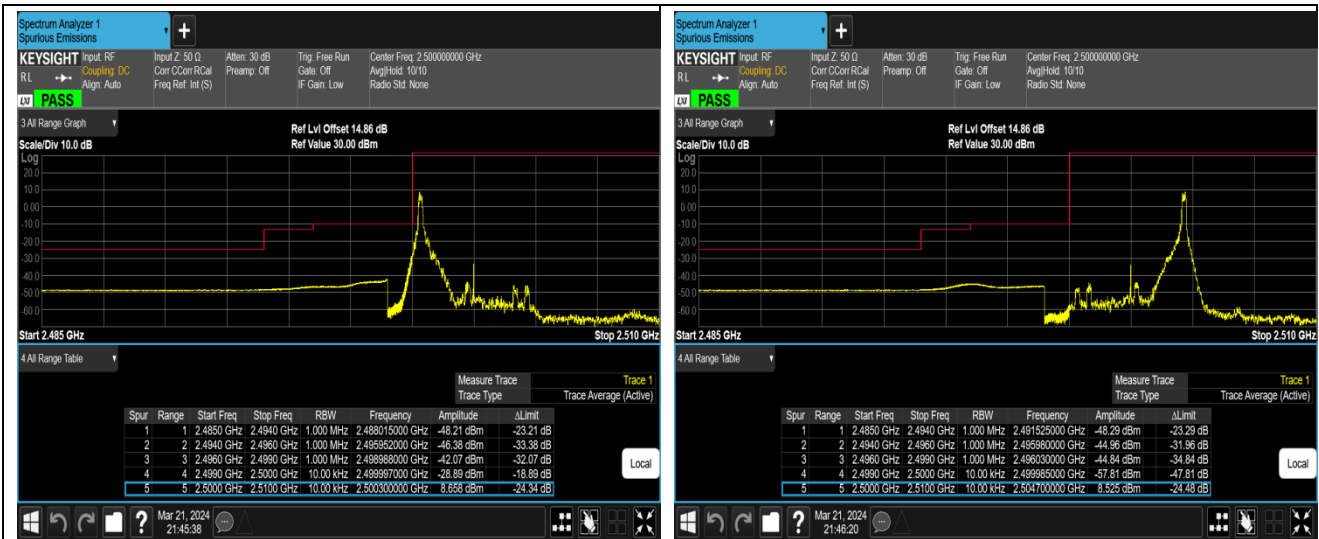 Spectrum Analyzer 1
Spurious Emissions
+
KEYSIGHT Input: RF Input Z: 50 Ω Atten: 30 dB Trig: Free Run Center Freq: 2.500000000 GHz
RL Coupling: DC Corr CCorr RCal Preamp: Off Gate: Off Avg|Hold: 10/10
Align: Auto Freq Ref: Int (S) IF Gain: Low Radio Std: None
LXI PASS
3 All Range Graph
Ref Lvl Offset 14.86 dB
Scale/Div 10.0 dB Ref Value 30.00 dBm
Log
20.0
10.0
0.00
-10.0
-20.0
-30.0
-40.0
-50.0
-60.0
Start 2.485 GHz Stop 2.510 GHz
4 All Range Table
Measure Trace Trace 1
Trace Type Trace Average (Active)
Spur Range Start Freq Stop Freq RBW Frequency Amplitude ΔLimit
1 1 2.4850 GHz 2.4940 GHz 1.000 MHz 2.488015000 GHz -48.21 dBm -23.21 dB
2 2 2.4940 GHz 2.4960 GHz 1.000 MHz 2.495952000 GHz -46.38 dBm -33.38 dB
3 3 2.4960 GHz 2.4990 GHz 1.000 MHz 2.498988000 GHz -42.07 dBm -32.07 dB
4 4 2.4990 GHz 2.5000 GHz 10.00 kHz 2.499997000 GHz -28.89 dBm -18.89 dB
5 5 2.5000 GHz 2.5100 GHz 10.00 kHz 2.500300000 GHz 8.658 dBm -24.34 dB
Local
? Mar 21, 2024
21:45:38
Spectrum Analyzer 1
Spurious Emissions
+
KEYSIGHT Input: RF Input Z: 50 Ω Atten: 30 dB Trig: Free Run Center Freq: 2.500000000 GHz
RL Coupling: DC Corr CCorr RCal Preamp: Off Gate: Off Avg|Hold: 10/10
Align: Auto Freq Ref: Int (S) IF Gain: Low Radio Std: None
LXI PASS
3 All Range Graph
Ref Lvl Offset 14.86 dB
Scale/Div 10.0 dB Ref Value 30.00 dBm
Log
20.0
10.0
0.00
-10.0
-20.0
-30.0
-40.0
-50.0
-60.0
Start 2.485 GHz Stop 2.510 GHz
4 All Range Table
Measure Trace Trace 1
Trace Type Trace Average (Active)
Spur Range Start Freq Stop Freq RBW Frequency Amplitude ΔLimit
1 1 2.4850 GHz 2.4940 GHz 1.000 MHz 2.491525000 GHz -48.29 dBm -23.29 dB
2 2 2.4940 GHz 2.4960 GHz 1.000 MHz 2.495980000 GHz -44.96 dBm -31.96 dB
3 3 2.4960 GHz 2.4990 GHz 1.000 MHz 2.496030000 GHz -44.84 dBm -34.84 dB
4 4 2.4990 GHz 2.5000 GHz 10.00 kHz 2.499985000 GHz -57.81 dBm -47.81 dB
5 5 2.5000 GHz 2.5100 GHz 10.00 kHz 2.504700000 GHz 8.525 dBm -24.48 dB
Local
? Mar 21, 2024
21:46:20